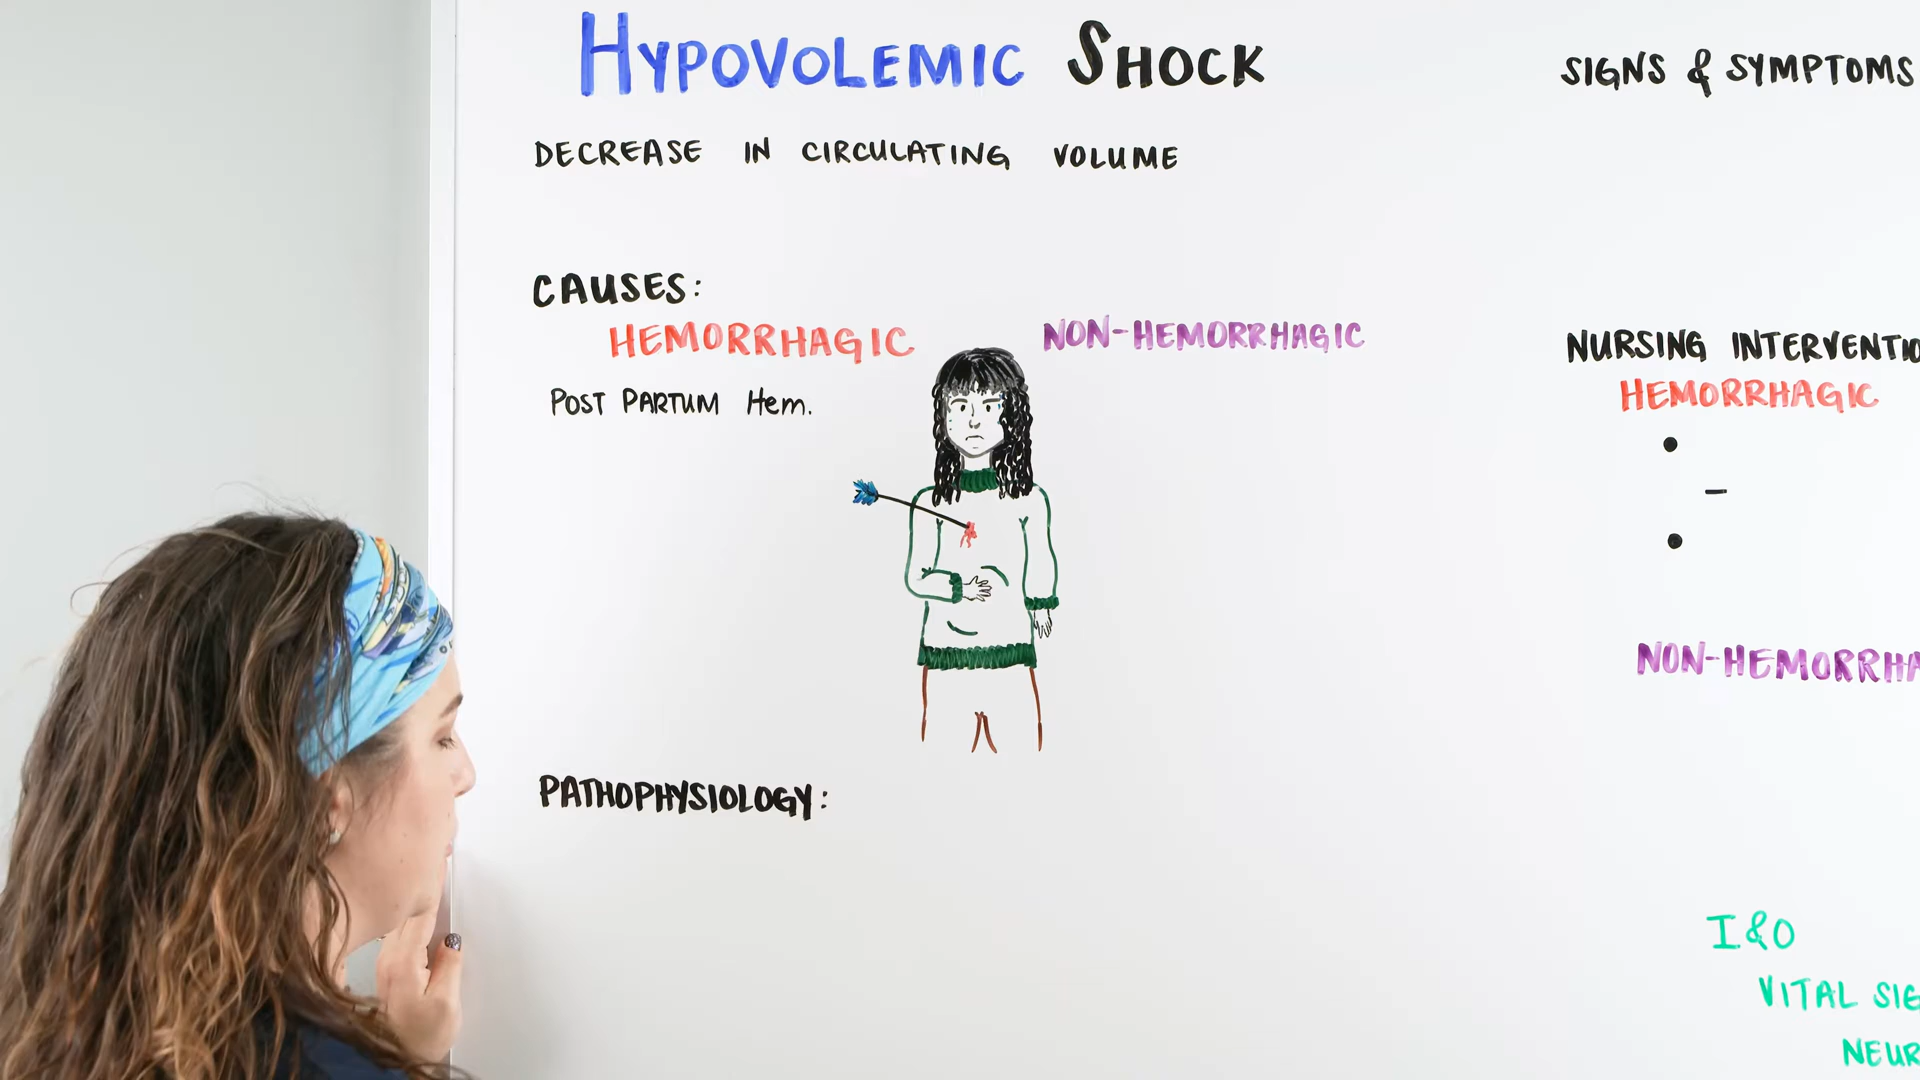 HYPOVOLEMIC SHOCK
DECREASE IN CIRCULATING VOLUME
CAUSES:
HEMORRHAGIC
NON-HEMORRHAGIC
POST PARTUM Hem.
PATHOPHYSIOLOGY:
SIGNS & SYMPTOMS
NURSING INTERVENTIO
HEMORRHAGIC
NON-HEMORRHA
I&O
VITAL SIG
NEUR